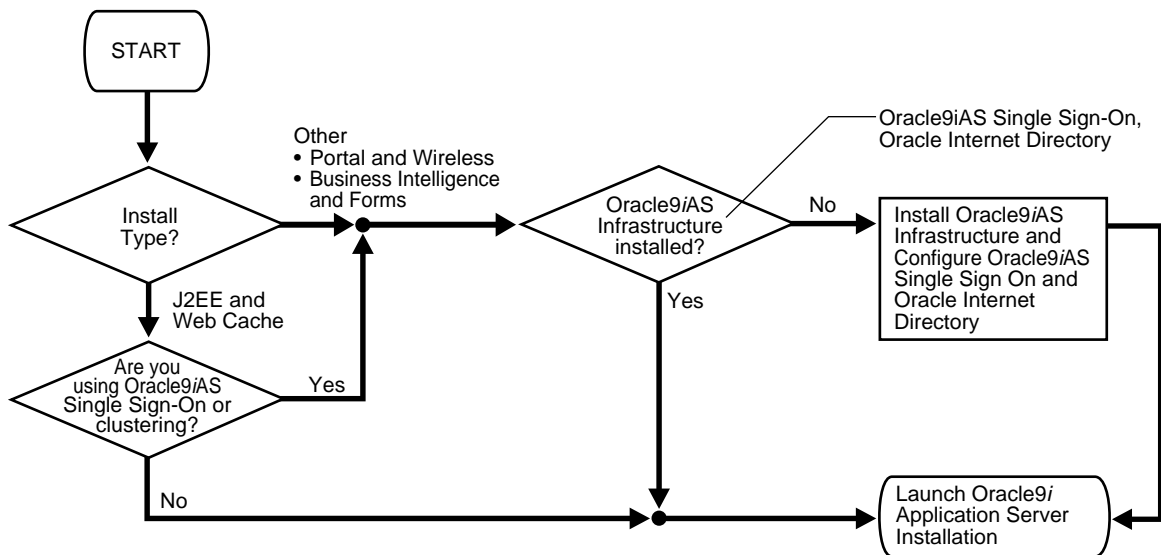 START
Install
Type?
Other
• Portal and Wireless
• Business Intelligence
and Forms
J2EE and
Web Cache
Are you
using Oracle9iAS
Single Sign-On or
clustering?
Yes
No
Oracle9iAS
Infrastructure
installed?
Oracle9iAS Single Sign-On,
Oracle Internet Directory
No
Yes
Install Oracle9iAS
Infrastructure and
Configure Oracle9iAS
Single Sign On and
Oracle Internet
Directory
Launch Oracle9i
Application Server
Installation